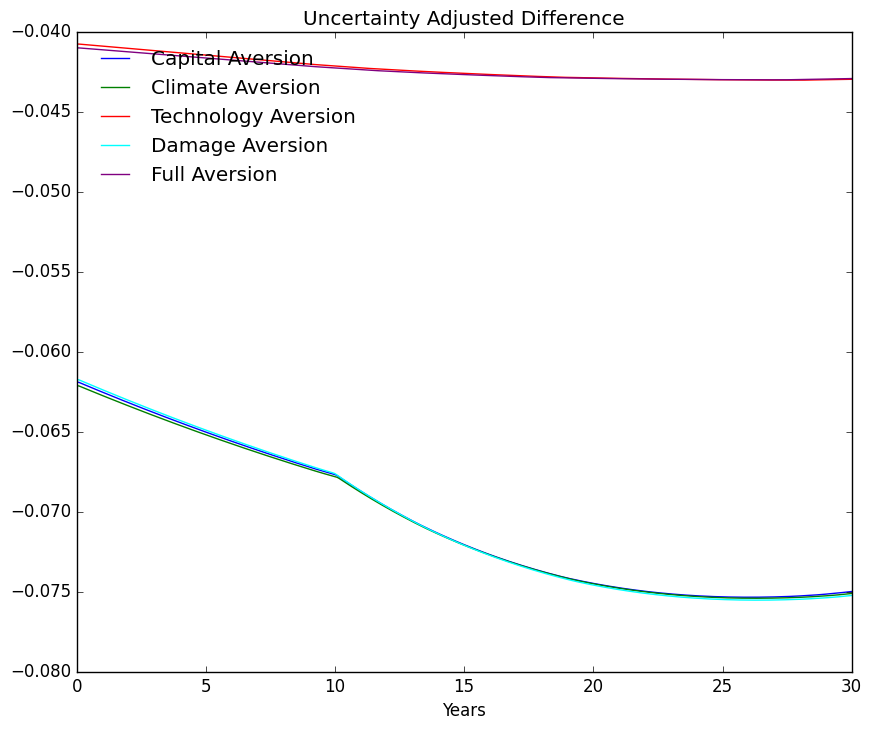 Uncertainty Adjusted Difference
−0.040
−0.045
−0.050
−0.055
−0.060
−0.065
−0.070
−0.075
−0.080
Capital Aversion
Climate Aversion
Technology Aversion
Damage Aversion
Full Aversion
0 5 10 15 20 25 30
Years